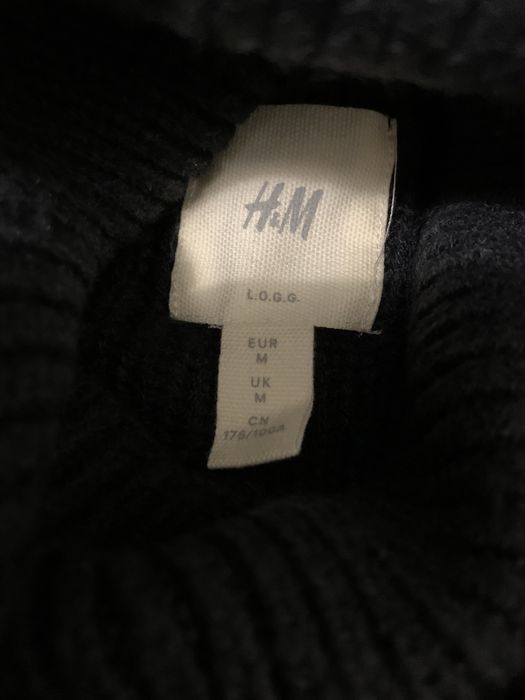 H&M
L.O.G.G.
EUR
M
UK
M
CN
175/100A